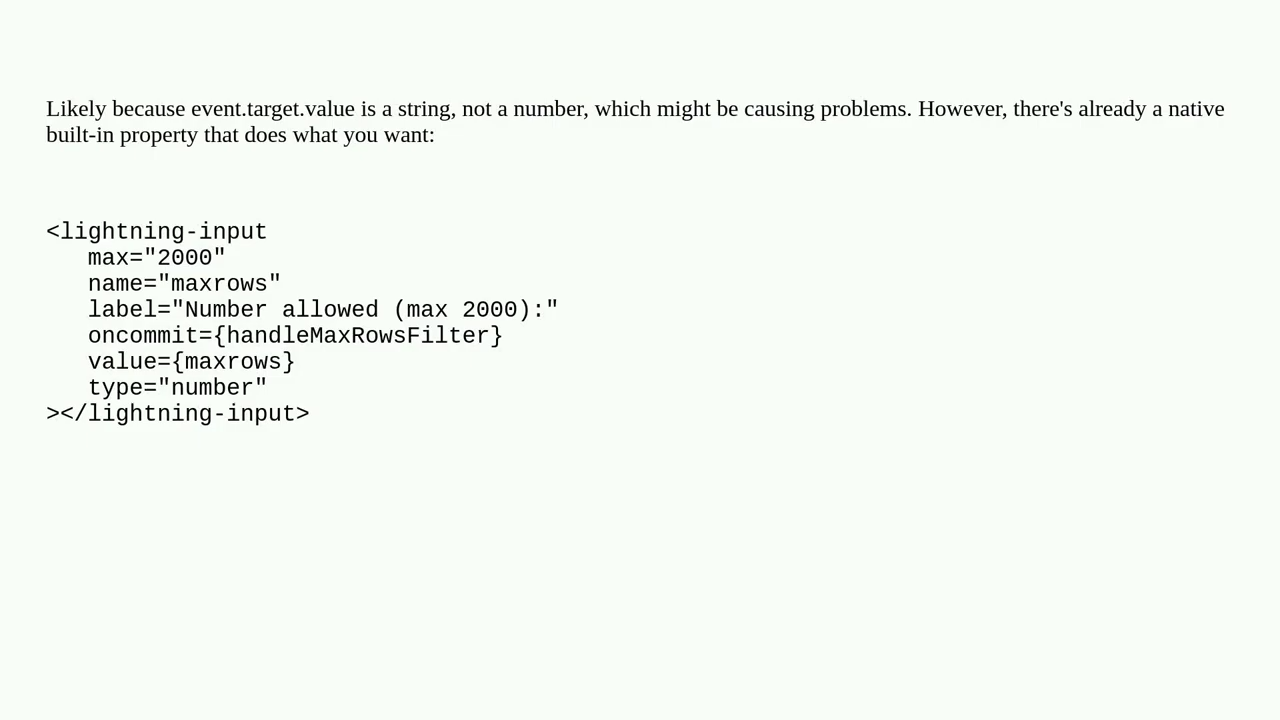 Likely because event.target.value is a string, not a number, which might be causing problems. However, there's already a native
built-in property that does what you want:
<lightning-input
   max="2000"
   name="maxrows"
   label="Number allowed (max 2000):"
   oncommit={handleMaxRowsFilter}
   value={maxrows}
   type="number"
></lightning-input>